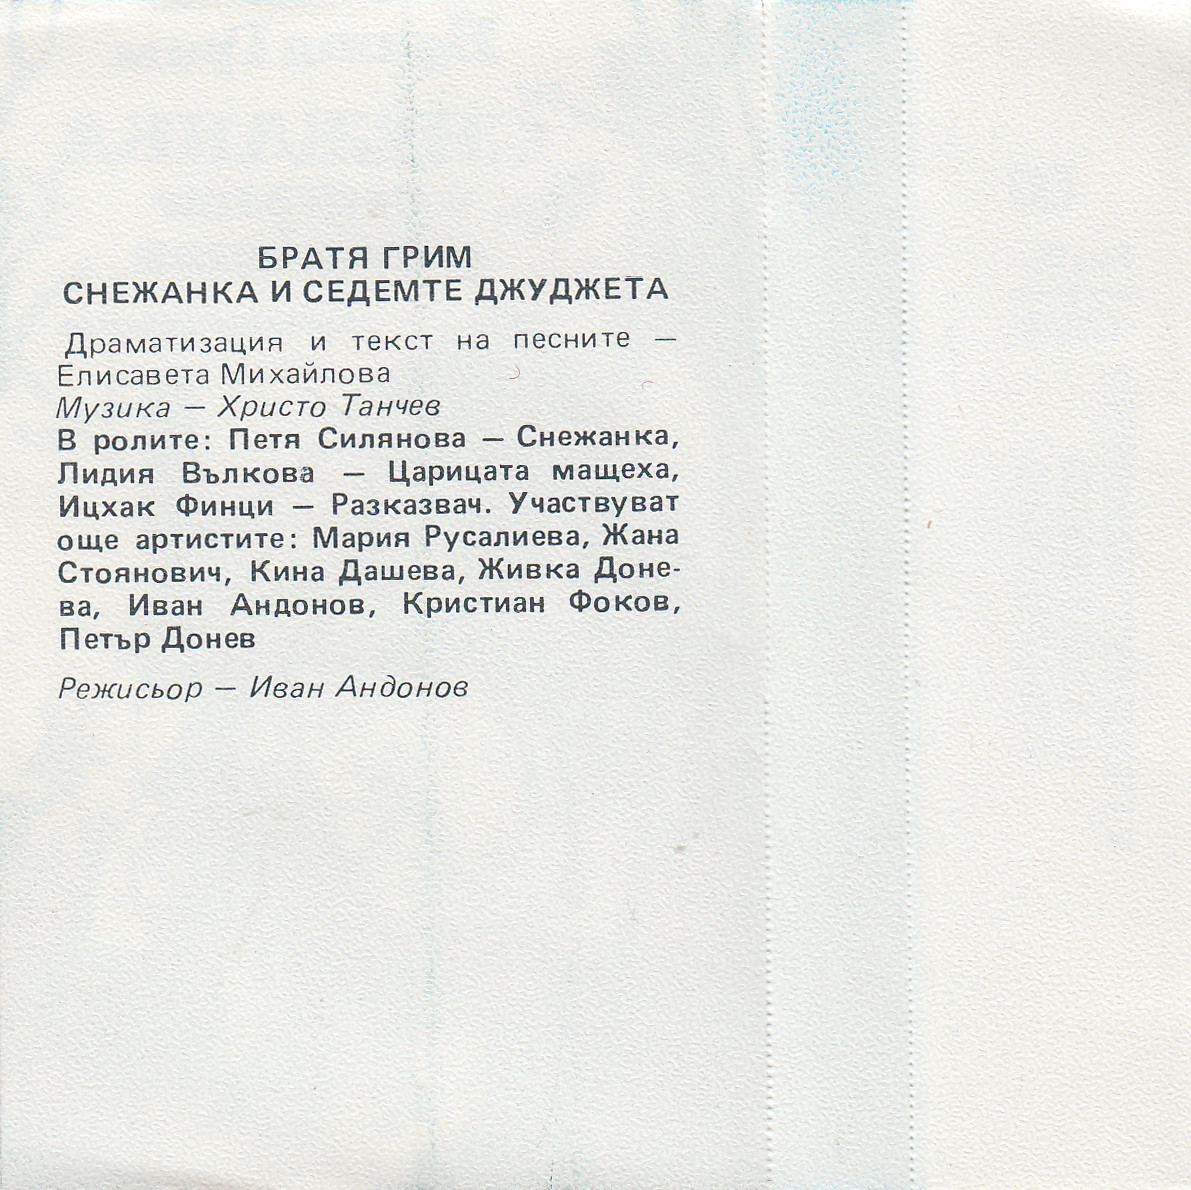 БРАТЯ ГРИМ
СНЕЖАНКА И СЕДЕМТЕ ДЖУДЖЕТА
Драматизация и текст на песните —
Елисавета Михайлова
Музика — Христо Танчев
В ролите: Петя Силянова — Снежанка,
Лидия Вълкова — Царицата мащеха,
Ицхак Финци — Разказвач. Участвуват
още артистите: Мария Русалиева, Жана
Стоянович, Кина Дашева, Живка Доне-
ва, Иван Андонов, Кристиан Фоков,
Петър Донев
Режисьор — Иван Андонов